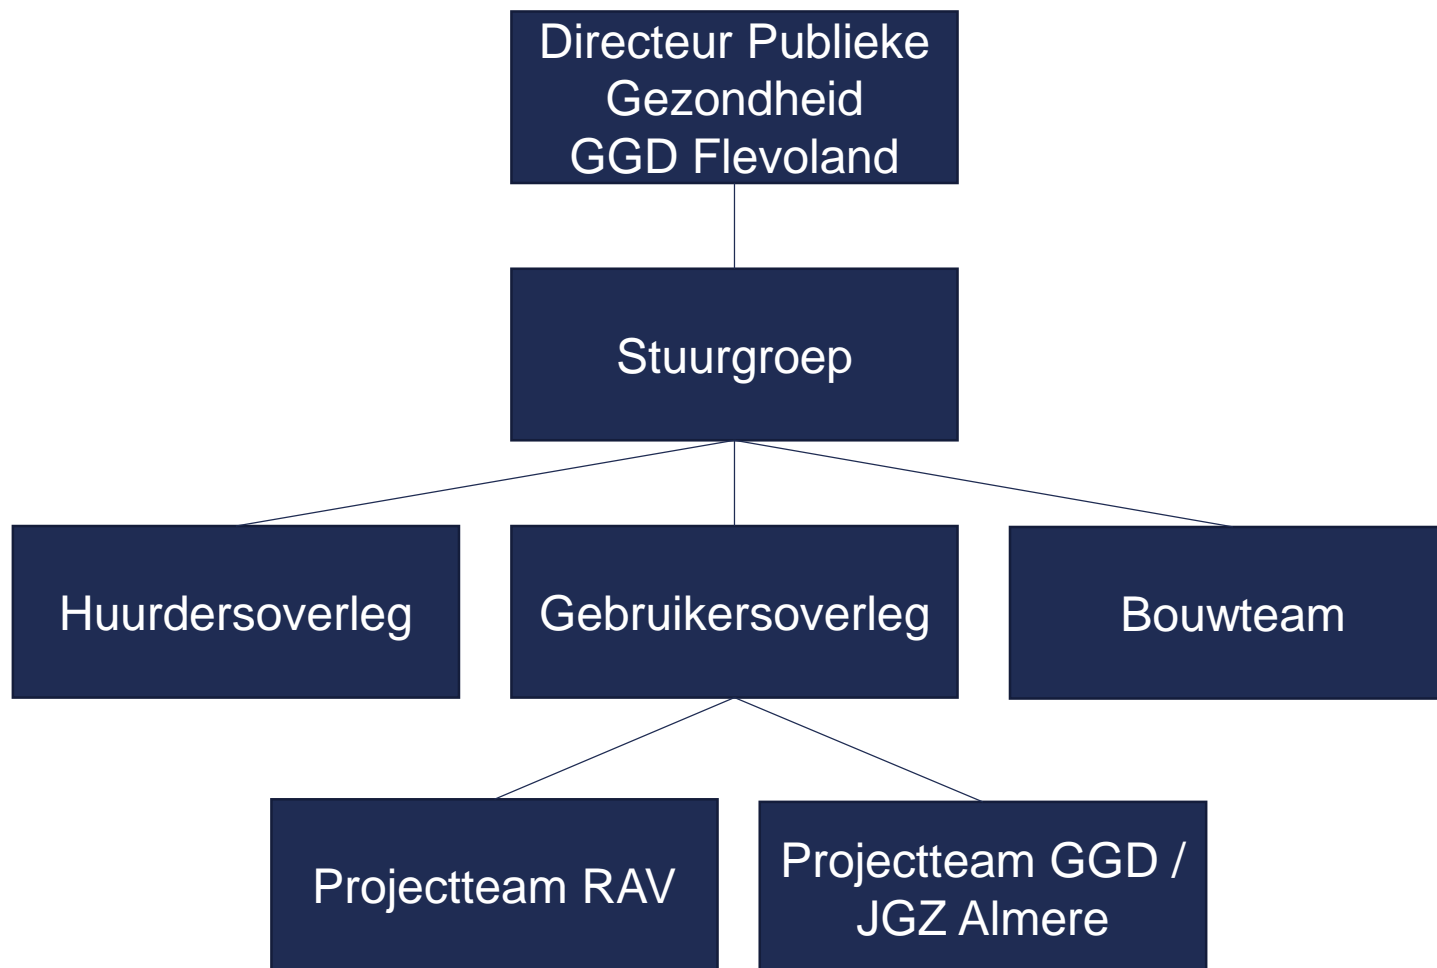 Directeur Publieke
Gezondheid
GGD Flevoland
Stuurgroep
Huurdersoverleg
Gebruikersoverleg
Bouwteam
Projectteam RAV
Projectteam GGD /
JGZ Almere